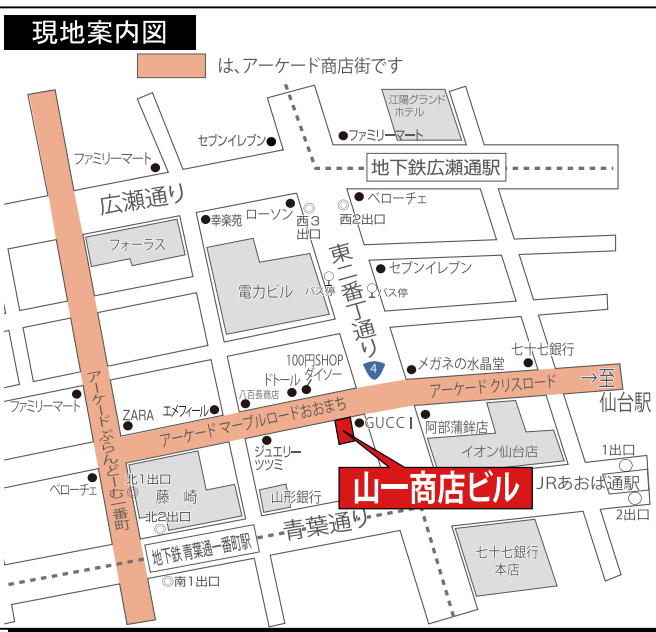 現地案内図
は、アーケード商店街です
江陽グランド
ホテル
セブンイレブン
ファミリーマート
ファミリーマート
地下鉄広瀬通駅
広瀬通り
幸楽苑
ローソン
西3
出口
西2出口
ベローチェ
フォーラス
東二番丁通り
セブンイレブン
電力ビル
バス停
バス停
4
100円SHOP
ダイソー
ドトール
八百長商店
メガネの水晶堂
七十七銀行
アーケード クリスロード
→至
仙台駅
ファミリーマート
ZARA
エメフィール
アーケード マーブルロードおおまち
アーケード ぶらんどーむ一番町
GUCCI
阿部蒲鉾店
イオン仙台店
ジュエリー
ツツミ
山一商店ビル
ベローチェ
北1出口
藤崎
北2出口
山形銀行
青葉通り
1出口
JRあおば通駅
2出口
地下鉄 青葉通一番町駅
南1出口
七十七銀行
本店